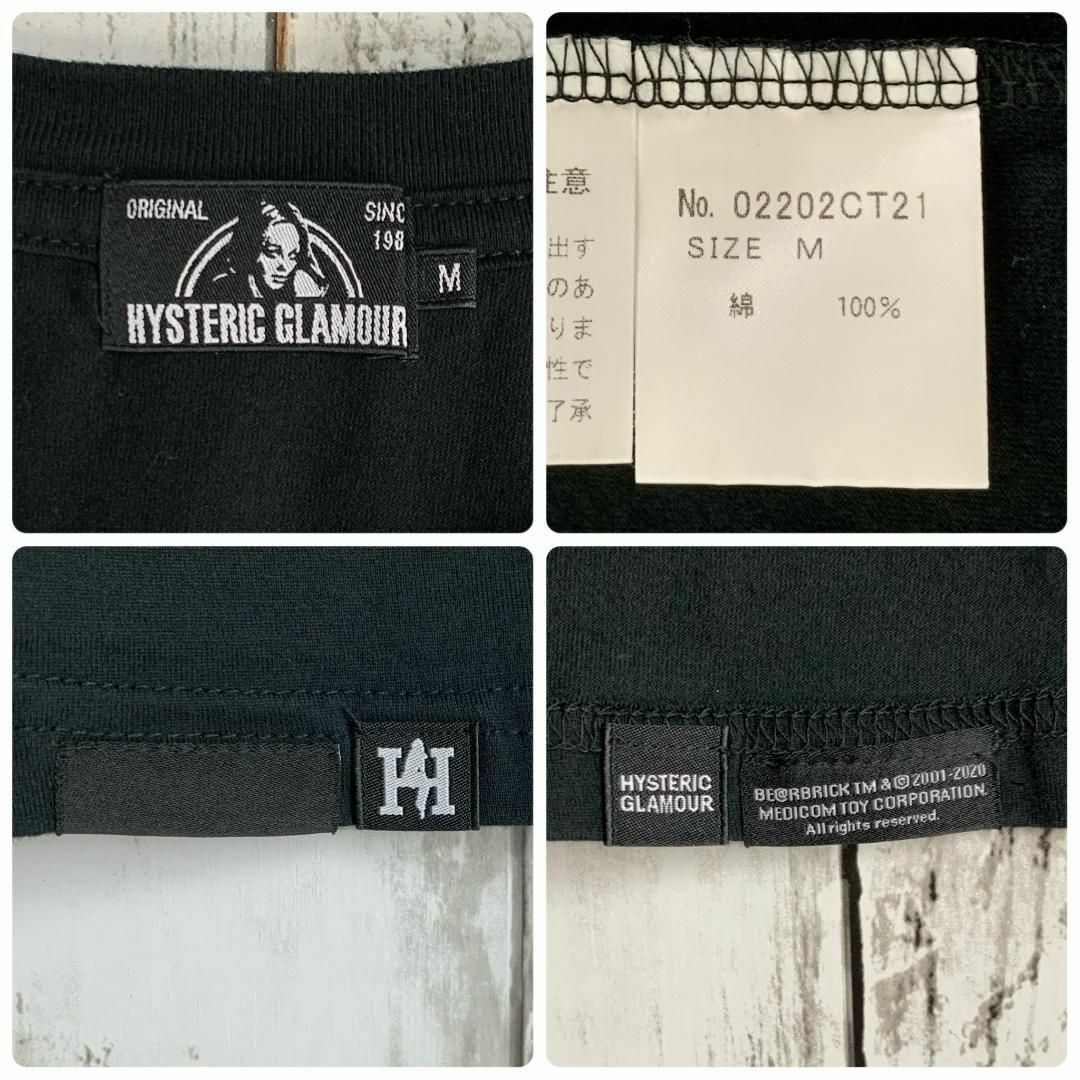 ORIGINAL
SINC
198
HYSTERIC GLAMOUR
M
注意
出す
のあ
りま
性で
了承
No. 02202CT21
SIZE M
綿 100%
H
HYSTERIC
GLAMOUR
BE@RBRICK TM & © 2001-2020
MEDICOM TOY CORPORATION.
All rights reserved.